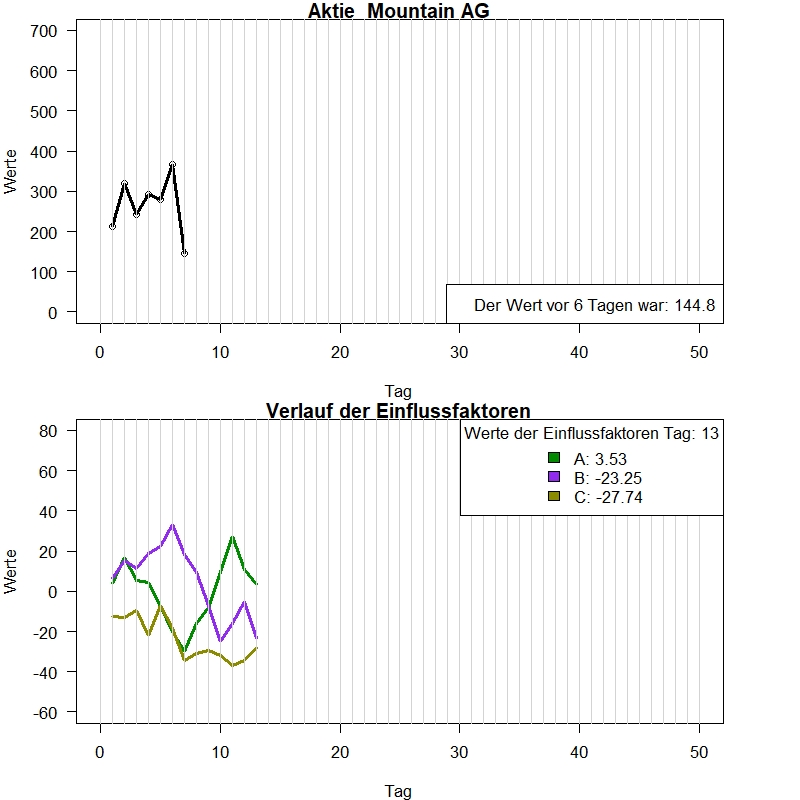 Aktie  Mountain AG
Werte
700
600
500
400
300
200
100
0
Der Wert vor 6 Tagen war: 144.8
0 10 20 30 40 50
Tag
Verlauf der Einflussfaktoren
Werte
80
60
40
20
0
-20
-40
-60
Werte der Einflussfaktoren Tag: 13
A: 3.53
B: -23.25
C: -27.74
0 10 20 30 40 50
Tag